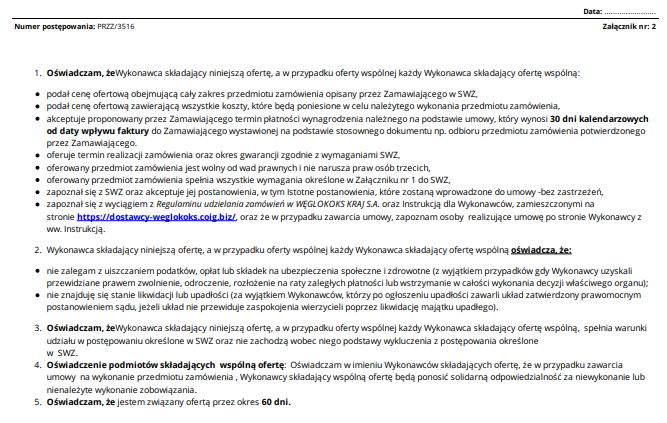 Data: ........................
Numer postępowania: PRZZ/3516 Załącznik nr: 2
1. Oświadczam, żeWykonawca składający niniejszą ofertę, a w przypadku oferty wspólnej każdy Wykonawca składający ofertę wspólną:
● podał cenę ofertową obejmującą cały zakres przedmiotu zamówienia opisany przez Zamawiającego w SWZ,
● podał cenę ofertową zawierającą wszystkie koszty, które będą poniesione w celu należytego wykonania przedmiotu zamówienia,
● akceptuje proponowany przez Zamawiającego termin płatności wynagrodzenia należnego na podstawie umowy, który wynosi 30 dni kalendarzowych
od daty wpływu faktury do Zamawiającego wystawionej na podstawie stosownego dokumentu np. odbioru przedmiotu zamówienia potwierdzonego
przez Zamawiającego.
● oferuje termin realizacji zamówienia oraz okres gwarancji zgodnie z wymaganiami SWZ,
● oferowany przedmiot zamówienia jest wolny od wad prawnych i nie narusza praw osób trzecich,
● oferowany przedmiot zamówienia spełnia wszystkie wymagania określone w Załączniku nr 1 do SWZ,
● zapoznał się z SWZ oraz akceptuje jej postanowienia, w tym Istotne postanowienia, które zostaną wprowadzone do umowy -bez zastrzeżeń,
● zapoznał się z wyciągiem z Regulaminu udzielania zamówień w WĘGLOKOKS KRAJ S.A. oraz Instrukcją dla Wykonawców, zamieszczonymi na
stronie https://dostawcy-weglokoks.coig.biz/, oraz że w przypadku zawarcia umowy, zapoznam osoby realizujące umowę po stronie Wykonawcy z
ww. Instrukcją.
2. Wykonawca składający niniejszą ofertę, a w przypadku oferty wspólnej każdy Wykonawca składający ofertę wspólną oświadcza, że:
● nie zalegam z uiszczaniem podatków, opłat lub składek na ubezpieczenia społeczne i zdrowotne (z wyjątkiem przypadków gdy Wykonawcy uzyskali
przewidziane prawem zwolnienie, odroczenie, rozłożenie na raty zaległych płatności lub wstrzymanie w całości wykonania decyzji właściwego organu);
● nie znajduję się stanie likwidacji lub upadłości (za wyjątkiem Wykonawców, którzy po ogłoszeniu upadłości zawarli układ zatwierdzony prawomocnym
postanowieniem sądu, jeżeli układ nie przewiduje zaspokojenia wierzycieli poprzez likwidację majątku upadłego).
3. Oświadczam, żeWykonawca składający niniejszą ofertę, a w przypadku oferty wspólnej każdy Wykonawca składający ofertę wspólną, spełnia warunki
udziału w postępowaniu określone w SWZ oraz nie zachodzą wobec niego podstawy wykluczenia z postępowania określone
w SWZ.
4. Oświadczenie podmiotów składających wspólną ofertę: Oświadczam w imieniu Wykonawców składających ofertę, że w przypadku zawarcia
umowy na wykonanie przedmiotu zamówienia , Wykonawcy składający wspólną ofertę będą ponosić solidarną odpowiedzialność za niewykonanie lub
nienależyte wykonanie zobowiązania.
5. Oświadczam, że jestem związany ofertą przez okres 60 dni.